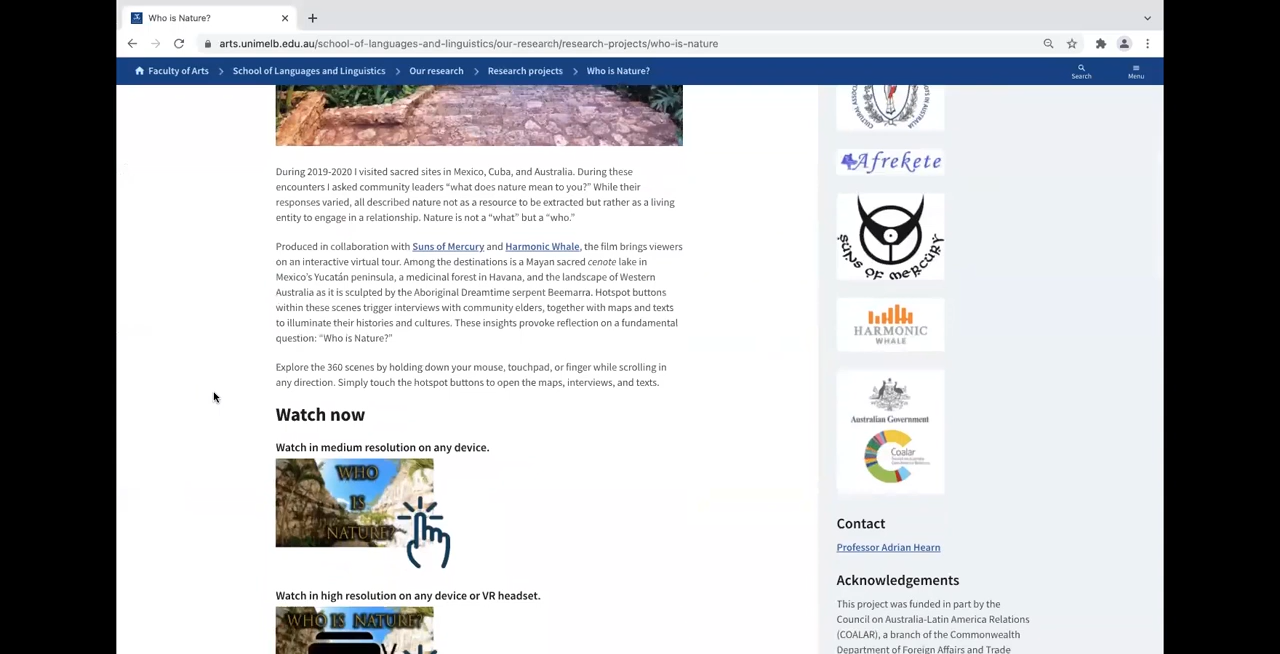 Who is Nature?
arts.unimelb.edu.au/school-of-languages-and-linguistics/our-research/research-projects/who-is-nature
Faculty of Arts > School of Languages and Linguistics > Our research > Research projects > Who is Nature?
Search
Menu
During 2019-2020 I visited sacred sites in Mexico, Cuba, and Australia. During these
encounters I asked community leaders “what does nature mean to you?” While their
responses varied, all described nature not as a resource to be extracted but rather as a living
entity to engage in a relationship. Nature is not a “what” but a “who.”
Produced in collaboration with Suns of Mercury and Harmonic Whale, the film brings viewers
on an interactive virtual tour. Among the destinations is a Mayan sacred cenote lake in
Mexico’s Yucatán peninsula, a medicinal forest in Havana, and the landscape of Western
Australia as it is sculpted by the Aboriginal Dreamtime serpent Beemarra. Hotspot buttons
within these scenes trigger interviews with community elders, together with maps and texts
to illuminate their histories and cultures. These insights provoke reflection on a fundamental
question: “Who is Nature?”
Explore the 360 scenes by holding down your mouse, touchpad, or finger while scrolling in
any direction. Simply touch the hotspot buttons to open the maps, interviews, and texts.
Watch now
Watch in medium resolution on any device.
WHO
IS
NATURE?
Watch in high resolution on any device or VR headset.
WHO IS NATURE?
Afrekete
SUNS OF MERCURY
HARMONIC
WHALE
Australian Government
Coalar
Contact
Professor Adrian Hearn
Acknowledgements
This project was funded in part by the
Council on Australia-Latin America Relations
(COALAR), a branch of the Commonwealth
Department of Foreign Affairs and Trade